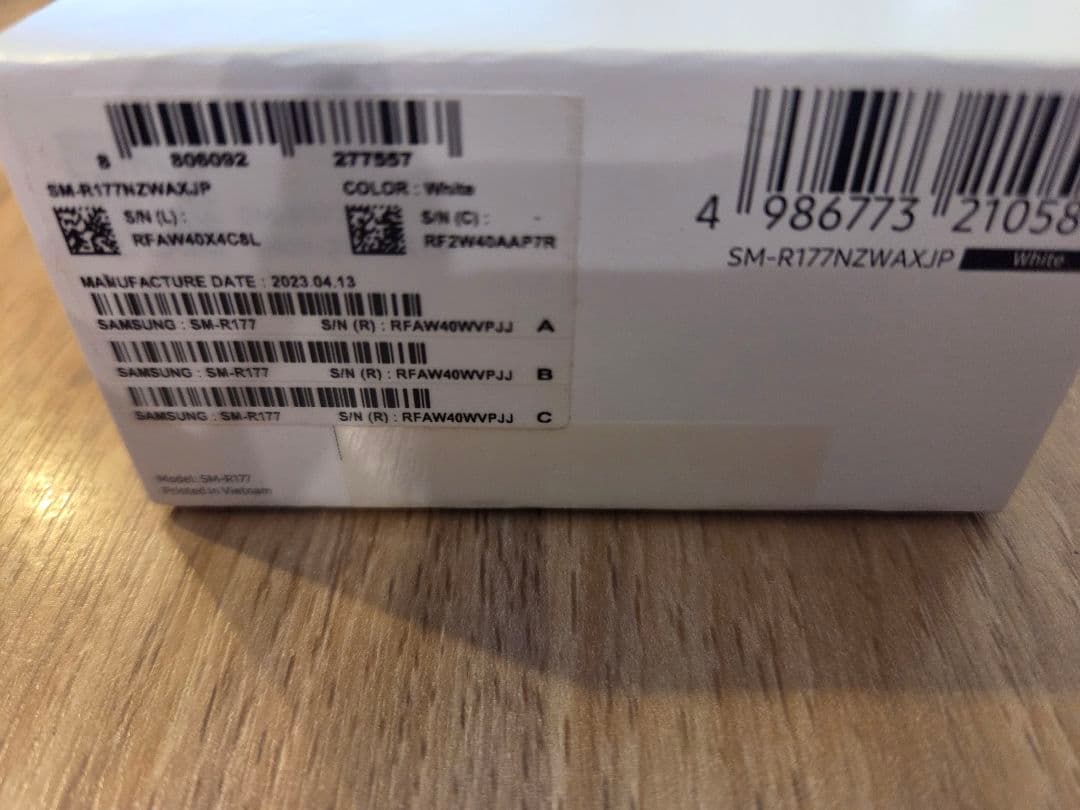 8 806092 277557
SM-R177NZWAXJP COLOR : White
S/N (L) : S/N (C) : -
RFAW40X4C8L RF2W40AAP7R
MANUFACTURE DATE : 2023.04.13
SAMSUNG : SM-R177 S/N (R) : RFAW40WVPJJ A
SAMSUNG : SM-R177 S/N (R) : RFAW40WVPJJ B
SAMSUNG : SM-R177 S/N (R) : RFAW40WVPJJ C
Model: SM-R177
Printed in Vietnam
4 986773 21058
SM-R177NZWAXJP White